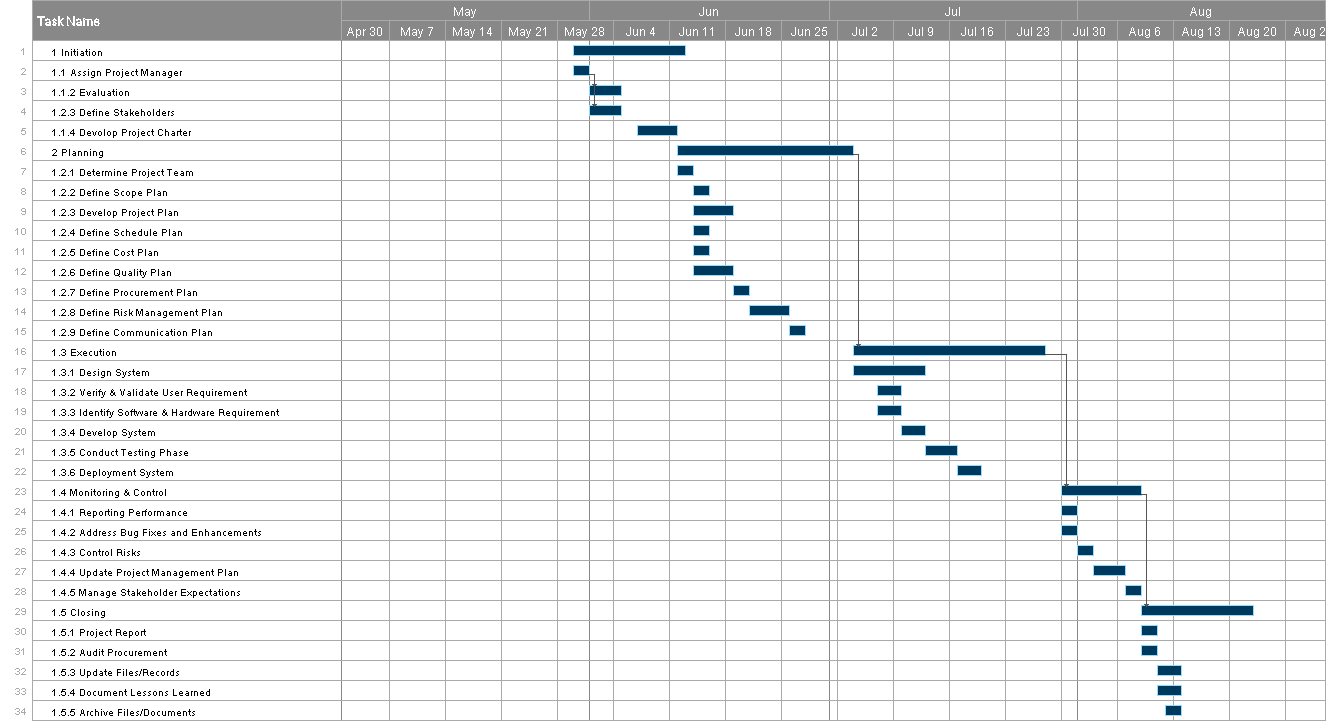 Task Name
May Jun Jul Aug
Apr 30 May 7 May 14 May 21 May 28 Jun 4 Jun 11 Jun 18 Jun 25 Jul 2 Jul 9 Jul 16 Jul 23 Jul 30 Aug 6 Aug 13 Aug 20 Aug 2
1 1 Initiation
2 1.1 Assign Project Manager
3 1.1.2 Evaluation
4 1.2.3 Define Stakeholders
5 1.1.4 Devolop Project Charter
6 2 Planning
7 1.2.1 Determine Project Team
8 1.2.2 Define Scope Plan
9 1.2.3 Develop Project Plan
10 1.2.4 Define Schedule Plan
11 1.2.5 Define Cost Plan
12 1.2.6 Define Quality Plan
13 1.2.7 Define Procurement Plan
14 1.2.8 Define Risk Management Plan
15 1.2.9 Define Communication Plan
16 1.3 Execution
17 1.3.1 Design System
18 1.3.2 Verify & Validate User Requirement
19 1.3.3 Identify Software & Hardware Requirement
20 1.3.4 Develop System
21 1.3.5 Conduct Testing Phase
22 1.3.6 Deployment System
23 1.4 Monitoring & Control
24 1.4.1 Reporting Performance
25 1.4.2 Address Bug Fixes and Enhancements
26 1.4.3 Control Risks
27 1.4.4 Update Project Management Plan
28 1.4.5 Manage Stakeholder Expectations
29 1.5 Closing
30 1.5.1 Project Report
31 1.5.2 Audit Procurement
32 1.5.3 Update Files/Records
33 1.5.4 Document Lessons Learned
34 1.5.5 Archive Files/Documents